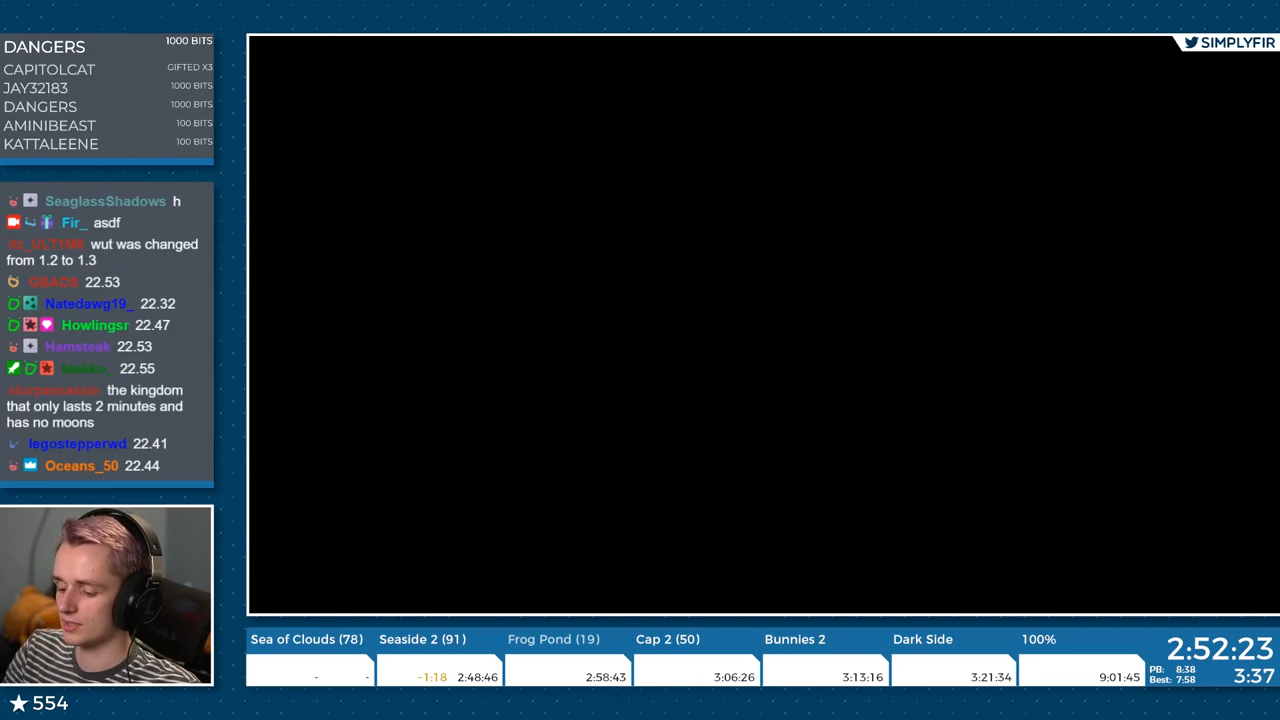 DANGERS 1000 BITS
CAPITOLCAT GIFTED X3
JAY32183 1000 BITS
DANGERS 1000 BITS
AMINIBEAST 100 BITS
KATTALEENE 100 BITS
SIMPLYFIR
SeaglassShadows h
Fir_ asdf
wut was changed
from 1.2 to 1.3
GBADS 22.53
Natedawg19_ 22.32
Howlingsr 22.47
Hamsteak 22.53
22.55
the kingdom
that only lasts 2 minutes and
has no moons
legostepperwd 22.41
Oceans_50 22.44
Sea of Clouds (78) Seaside 2 (91) Frog Pond (19) Cap 2 (50) Bunnies 2 Dark Side 100%
- - -1:18 2:48:46 2:58:43 3:06:26 3:13:16 3:21:34 9:01:45
2:52:23
PB: 8:38
Best: 7:58
3:37
★ 554